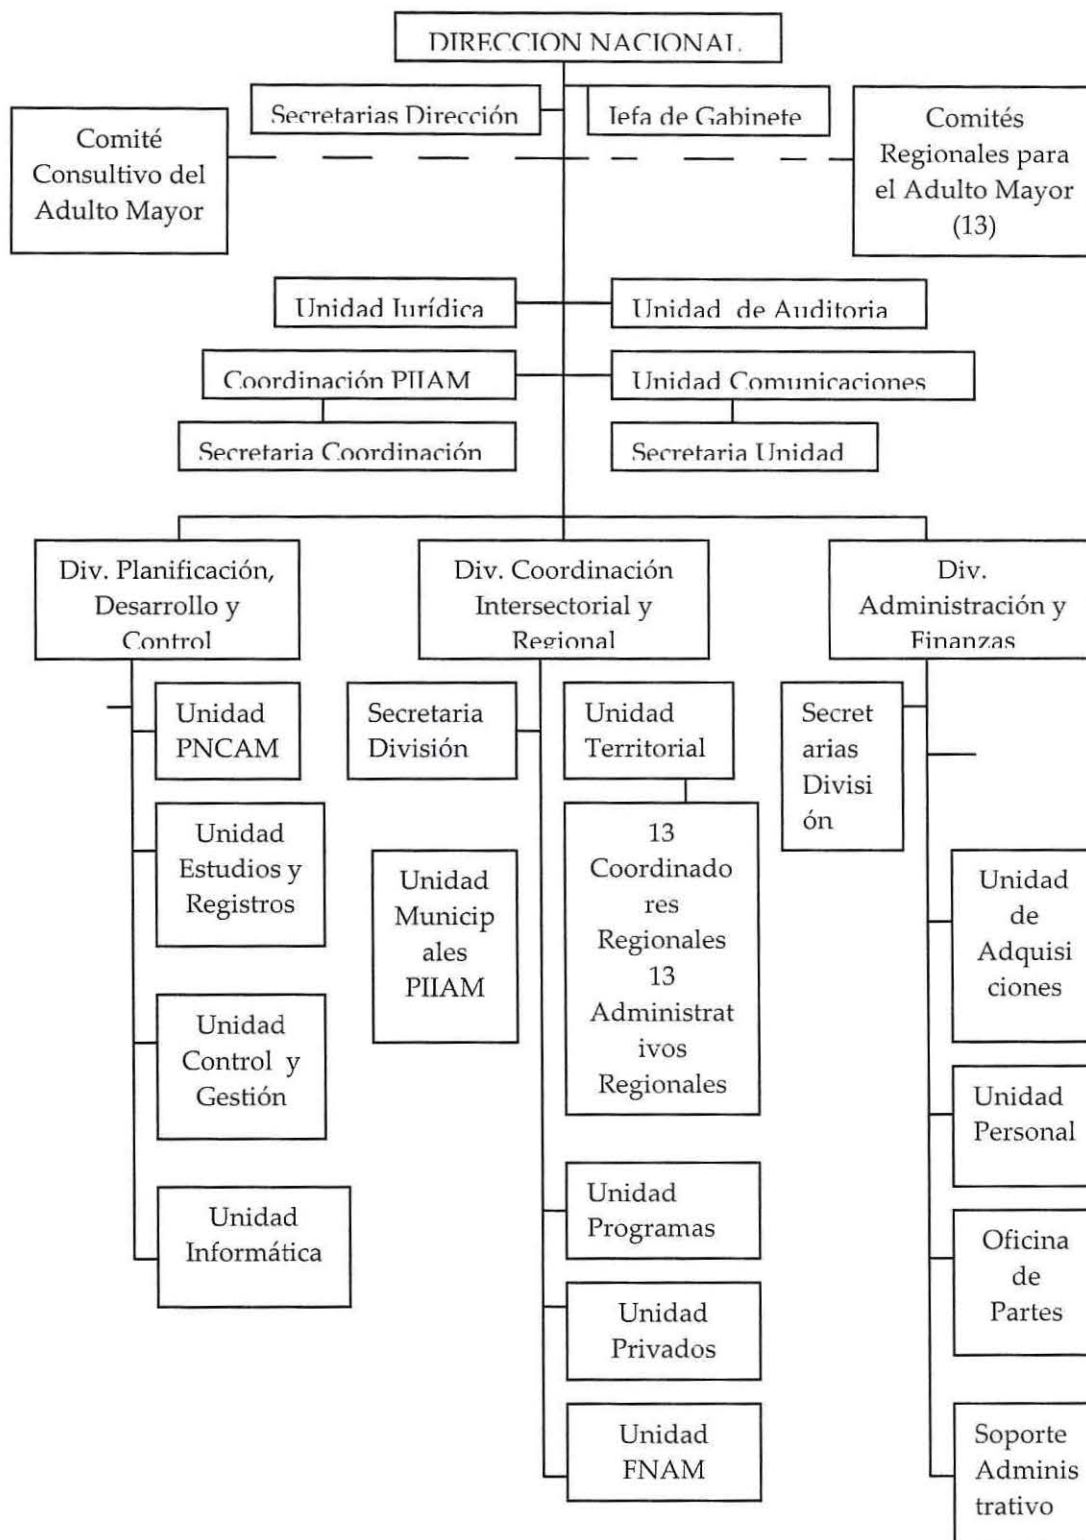 DIRECCION NACIONAL
Secretarias Dirección
Jefa de Gabinete
Comité
Consultivo del
Adulto Mayor
Comités
Regionales para
el Adulto Mayor
(13)
Unidad Jurídica
Unidad de Auditoria
Coordinación PIIAM
Unidad Comunicaciones
Secretaria Coordinación
Secretaria Unidad
Div. Planificación,
Desarrollo y
Control
Div. Coordinación
Intersectorial y
Regional
Div.
Administración y
Finanzas
Unidad
PNCAM
Unidad
Estudios y
Registros
Unidad
Control y
Gestión
Unidad
Informática
Secretaria
División
Unidad
Territorial
Unidad
Municip
ales
PIIAM
13
Coordinado
res
Regionales
13
Administrat
ivos
Regionales
Unidad
Programas
Unidad
Privados
Unidad
FNAM
Secret
arias
Divisi
ón
Unidad
de
Adquisi
ciones
Unidad
Personal
Oficina
de
Partes
Soporte
Adminis
trativo